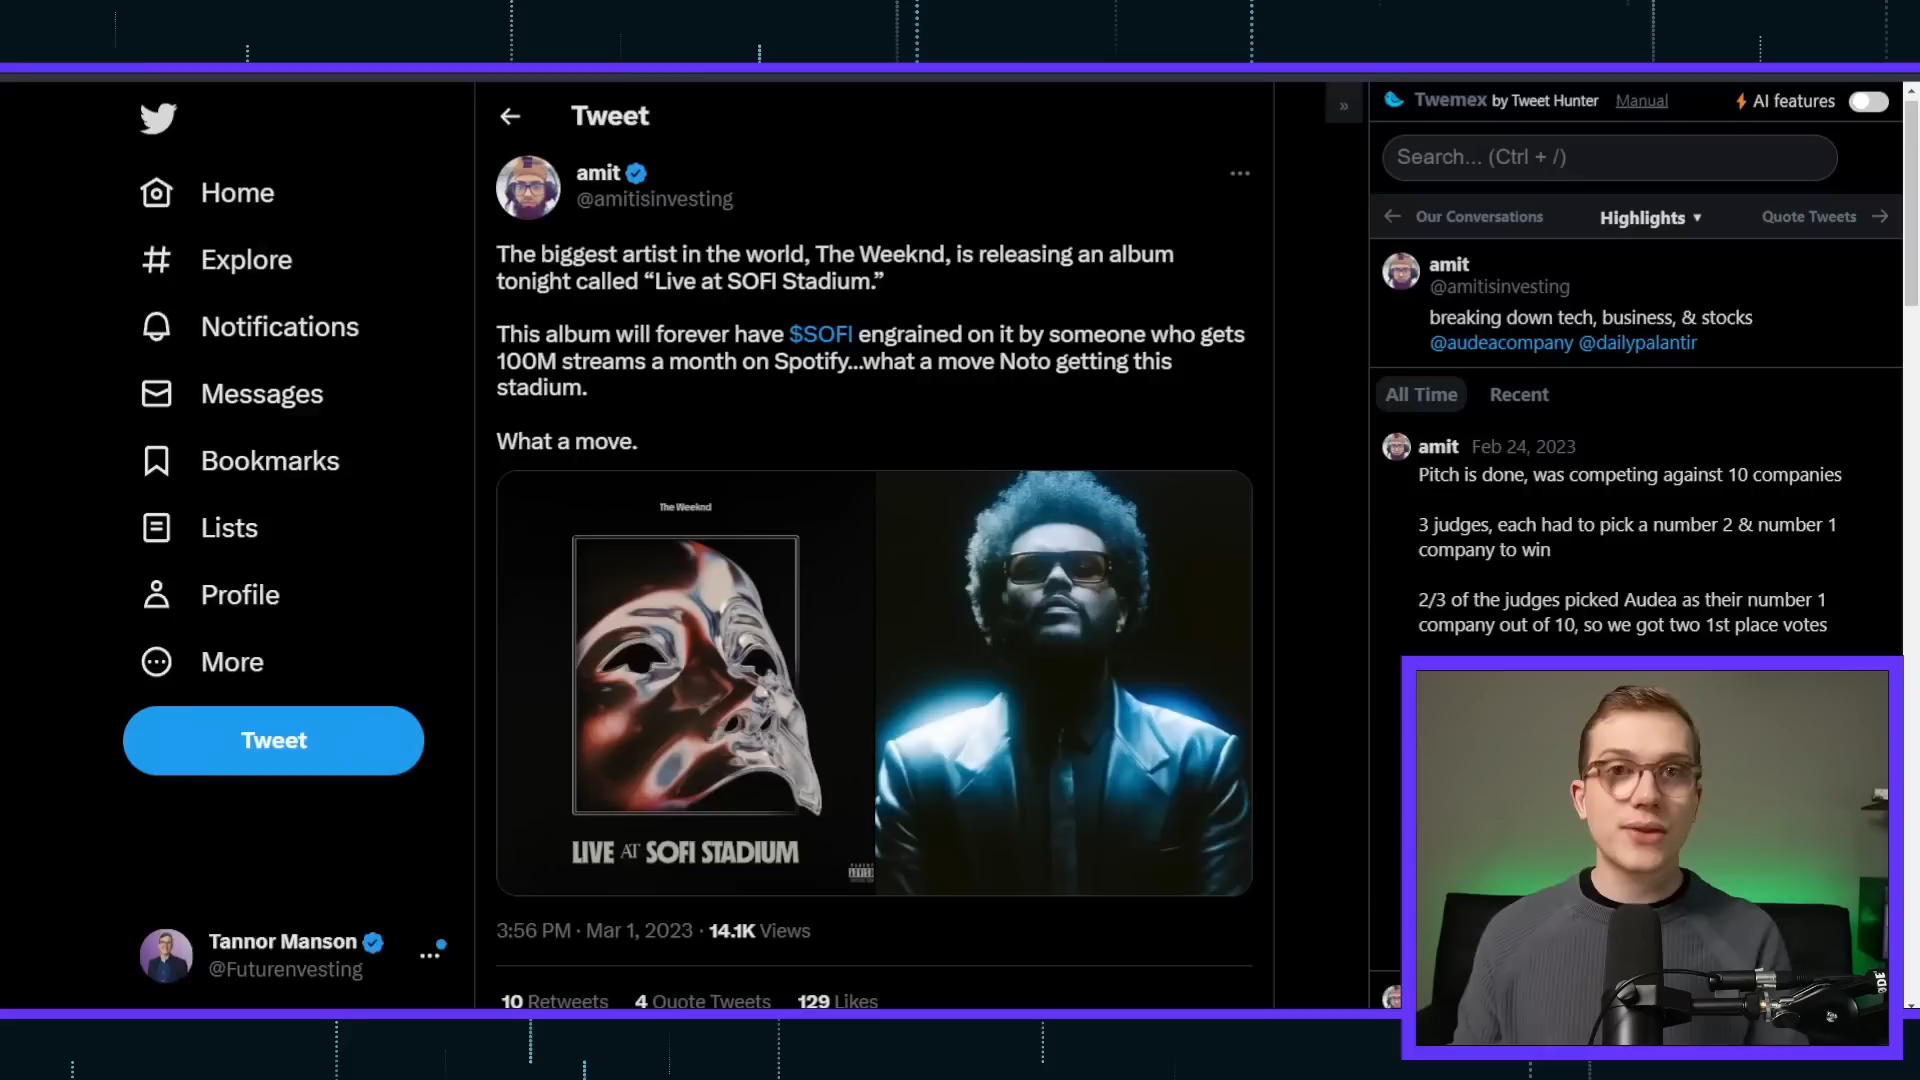 Home
Explore
Notifications
Messages
Bookmarks
Lists
Profile
More
Tweet
Tannor Manson
@Futurenvesting
Tweet
amit
@amitisinvesting
The biggest artist in the world, The Weeknd, is releasing an album
tonight called “Live at SOFI Stadium.”
This album will forever have $SOFI engrained on it by someone who gets
100M streams a month on Spotify...what a move Noto getting this
stadium.
What a move.
The Weeknd
LIVE AT SOFI STADIUM
3:56 PM · Mar 1, 2023 · 14.1K Views
10 Retweets 4 Quote Tweets 129 Likes
Twemex by Tweet Hunter Manual AI features
Search... (Ctrl + /)
Our Conversations Highlights Quote Tweets
amit
@amitisinvesting
breaking down tech, business, & stocks
@audeacompany @dailypalantir
All Time Recent
amit Feb 24, 2023
Pitch is done, was competing against 10 companies
3 judges, each had to pick a number 2 & number 1
company to win
2/3 of the judges picked Audea as their number 1
company out of 10, so we got two 1st place votes